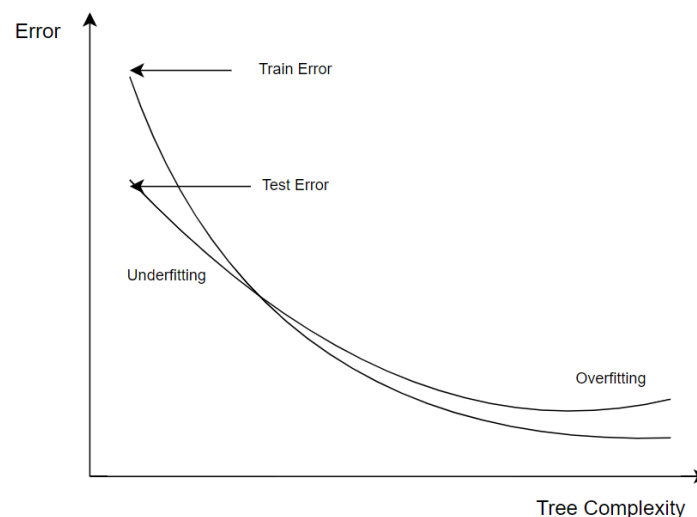 Error
Train Error
Test Error
Underfitting
Overfitting
Tree Complexity